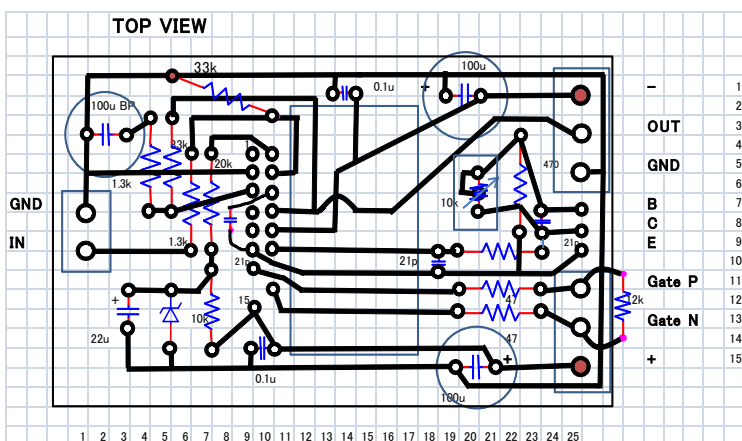 TOP VIEW
33k
100u
0.1u
+
−
1
100u BP
2
OUT
3
33k
1
4
20k
470
GND
5
1.3k
6
GND
10k
B
7
C
8
IN
1.3k
21p
E
9
21p
21p
10
Gate P
11
+
15
47
2k
12
10k
Gate N
13
22u
47
14
+
+
15
0.1u
100u
1 2 3 4 5 6 7 8 9 10 11 12 13 14 15 16 17 18 19 20 21 22 23 24 25